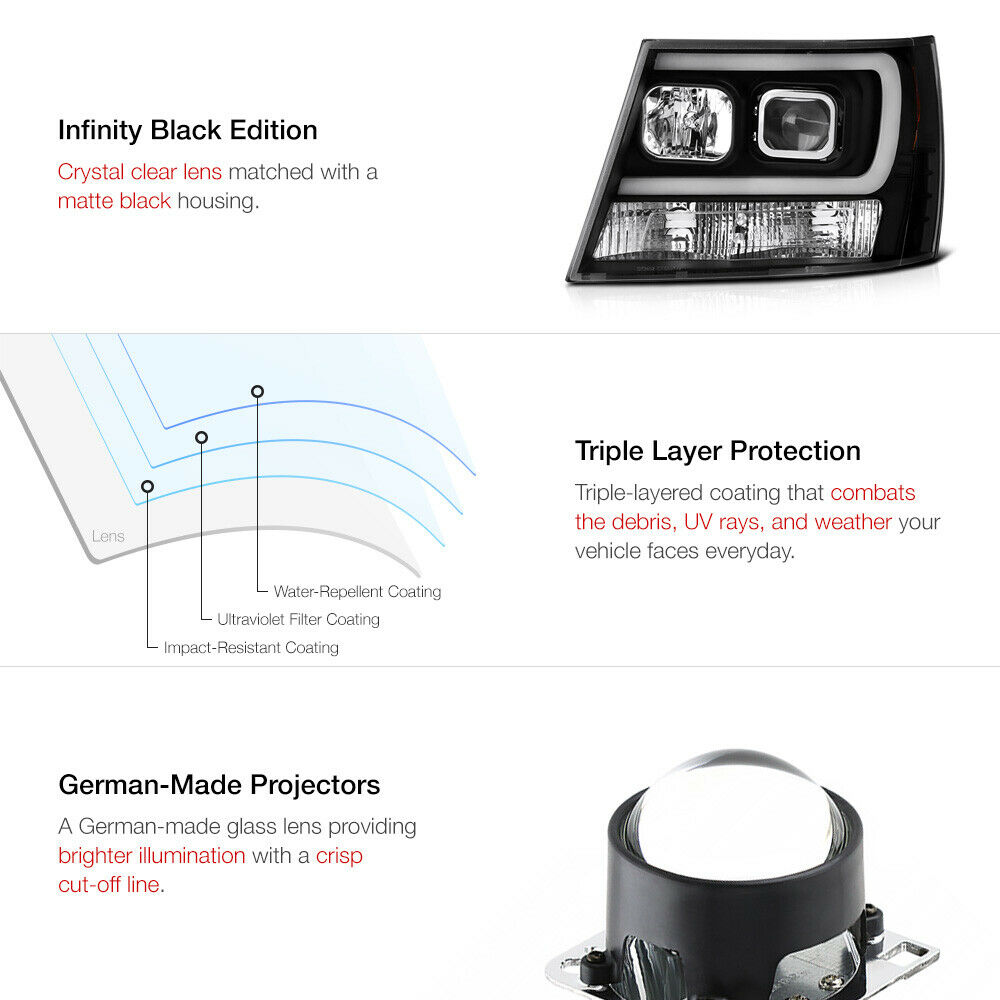 Infinity Black Edition
Crystal clear lens matched with a
matte black housing.
Triple Layer Protection
Triple-layered coating that combats
the debris, UV rays, and weather your
vehicle faces everyday.
Lens
Water-Repellent Coating
Ultraviolet Filter Coating
Impact-Resistant Coating
German-Made Projectors
A German-made glass lens providing
brighter illumination with a crisp
cut-off line.